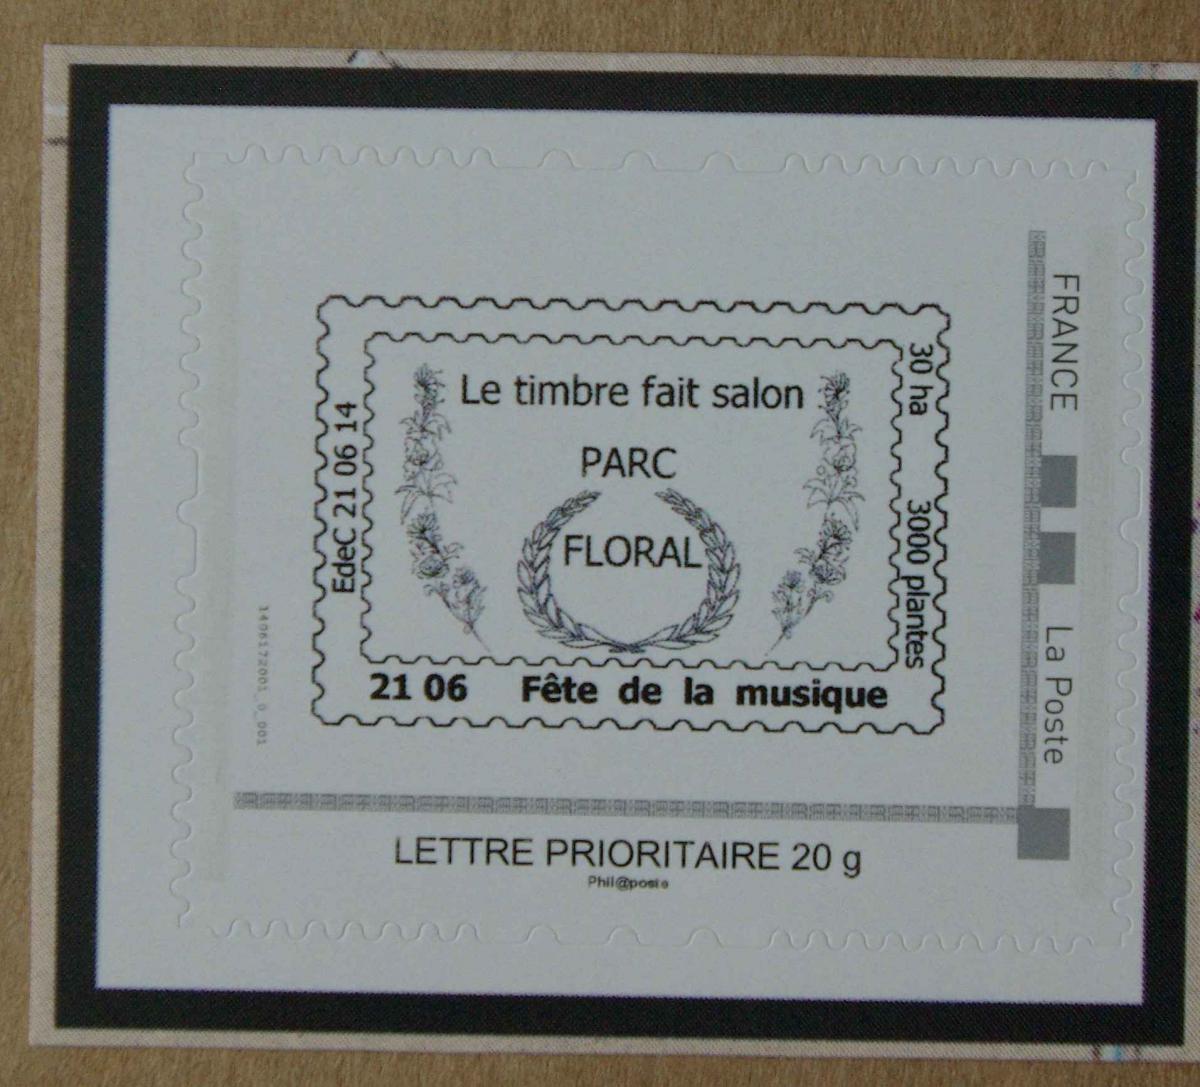 Le timbre fait salon
PARC
FLORAL
EdeC 21 06 14
30 ha 3000 plantes
21 06 Fête de la musique
FRANCE La Poste
1406172001_0_001
LETTRE PRIORITAIRE 20 g
Phil@poste